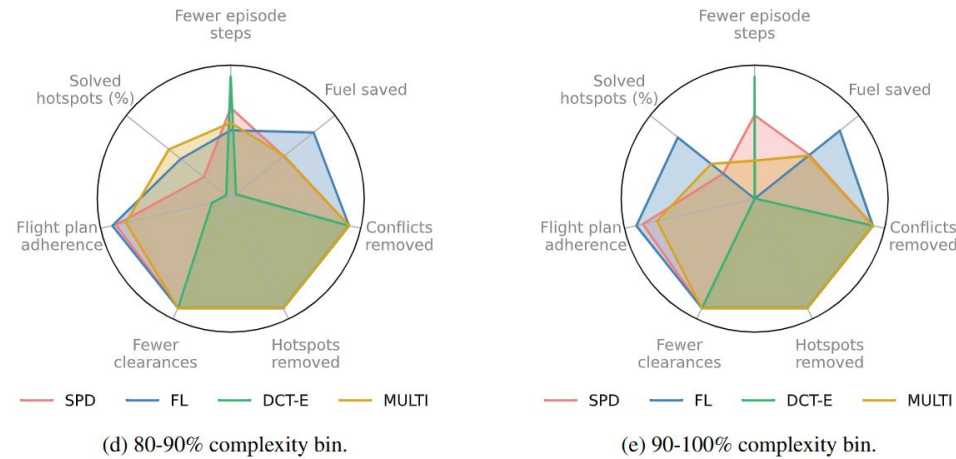 Fewer episode
steps
Solved
hotspots (%)
Fuel saved
Flight plan
adherence
Conflicts
removed
Fewer
clearances
Hotspots
removed
SPD FL DCT-E MULTI
(d) 80-90% complexity bin.
Fewer episode
steps
Solved
hotspots (%)
Fuel saved
Flight plan
adherence
Conflicts
removed
Fewer
clearances
Hotspots
removed
SPD FL DCT-E MULTI
(e) 90-100% complexity bin.